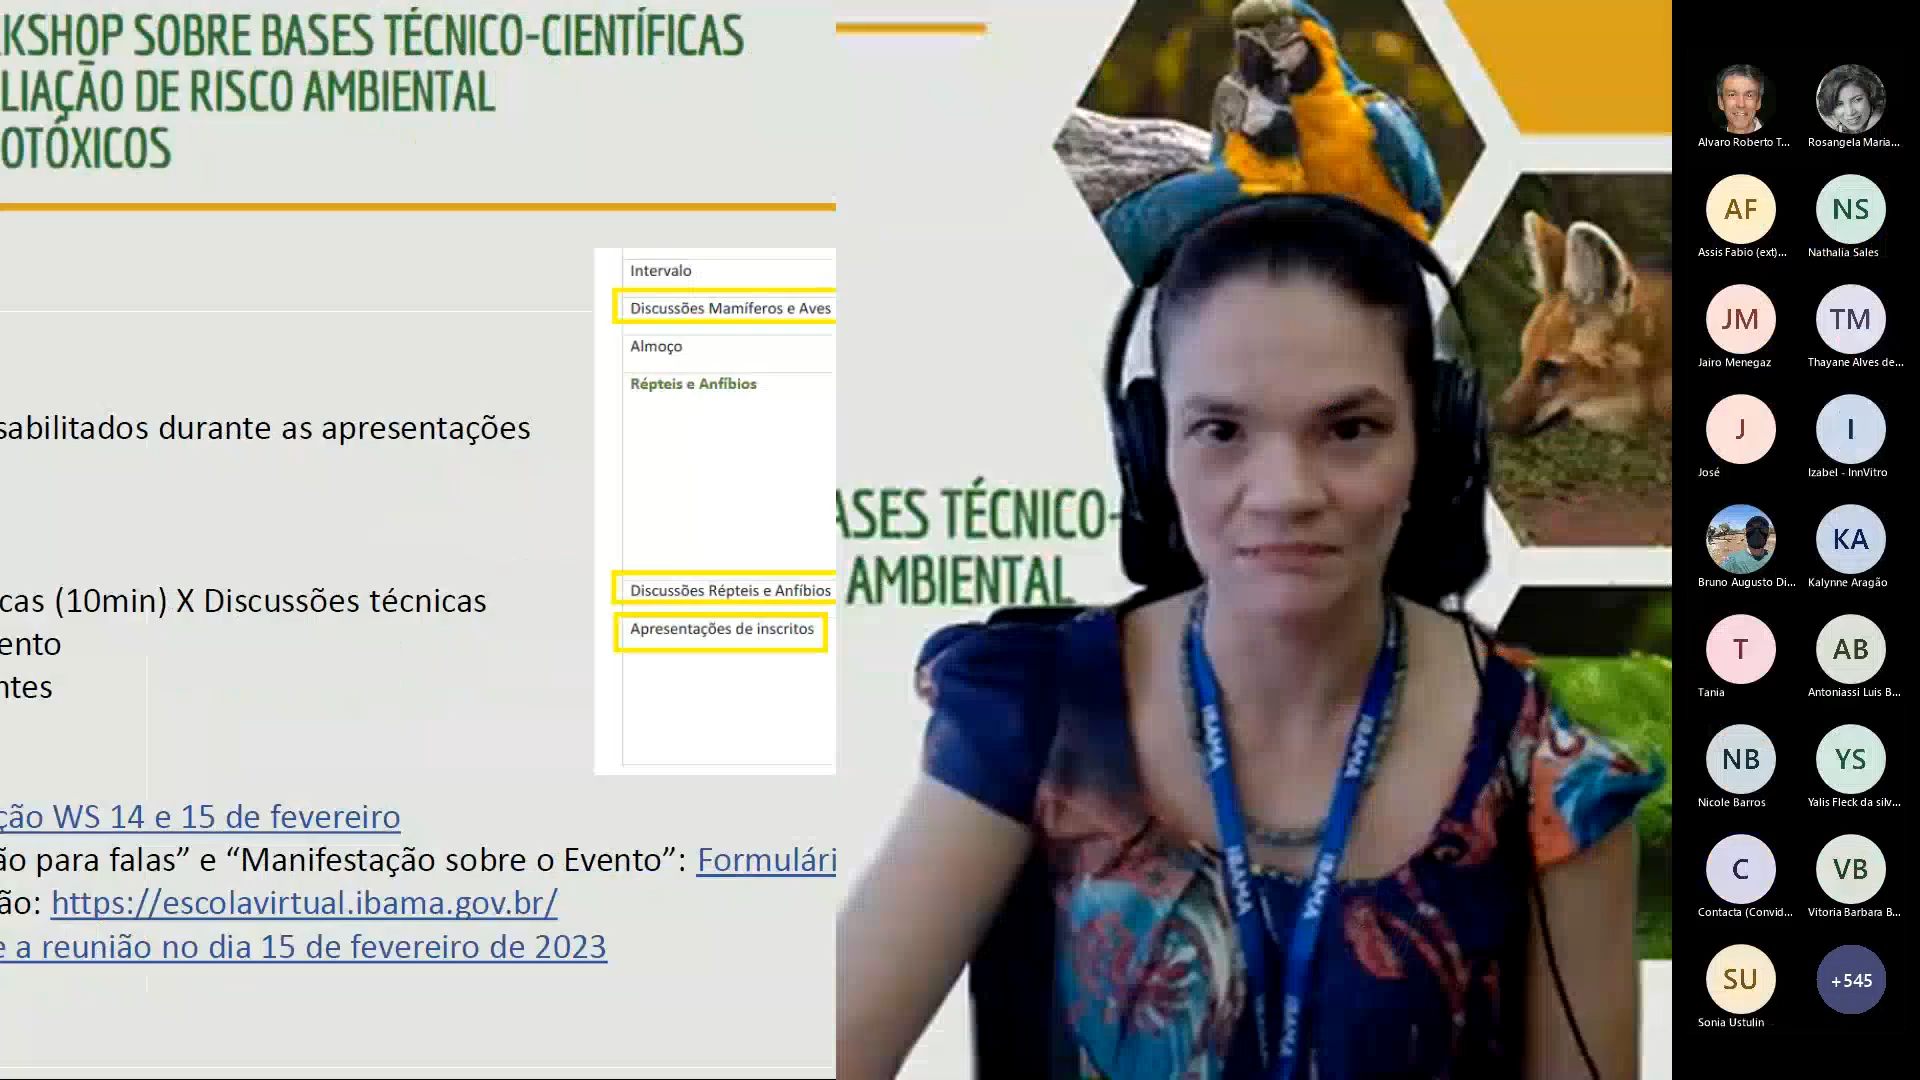 KSHOP SOBRE BASES TÉCNICO-CIENTÍFICAS
LIAÇÃO DE RISCO AMBIENTAL
OTÓXICOS
Intervalo
Discussões Mamíferos e Aves
Almoço
Répteis e Anfíbios
sabilitados durante as apresentações
Discussões Répteis e Anfíbios
Apresentações de inscritos
cas (10min) X Discussões técnicas
ento
ntes
ção WS 14 e 15 de fevereiro
ão para falas” e “Manifestação sobre o Evento”: Formulári
ão: https://escolavirtual.ibama.gov.br/
e a reunião no dia 15 de fevereiro de 2023
ASES TÉCNICO-
AMBIENTAL
IBAMA
IBAMA
IBAMA
IBAMA
IBAMA
Alvaro Roberto T...
Rosangela Maria...
AF
NS
Assis Fabio (ext)...
Nathalia Sales
JM
TM
Jairo Menegaz
Thayane Alves de...
J
I
José
Izabel - InnVitro
KA
Bruno Augusto Di...
Kalynne Aragão
T
AB
Tania
Antoniassi Luis B...
NB
YS
Nicole Barros
Yalis Fleck da silv...
C
VB
Contacta (Convid...
Vitoria Barbara B...
SU
+545
Sonia Ustulin